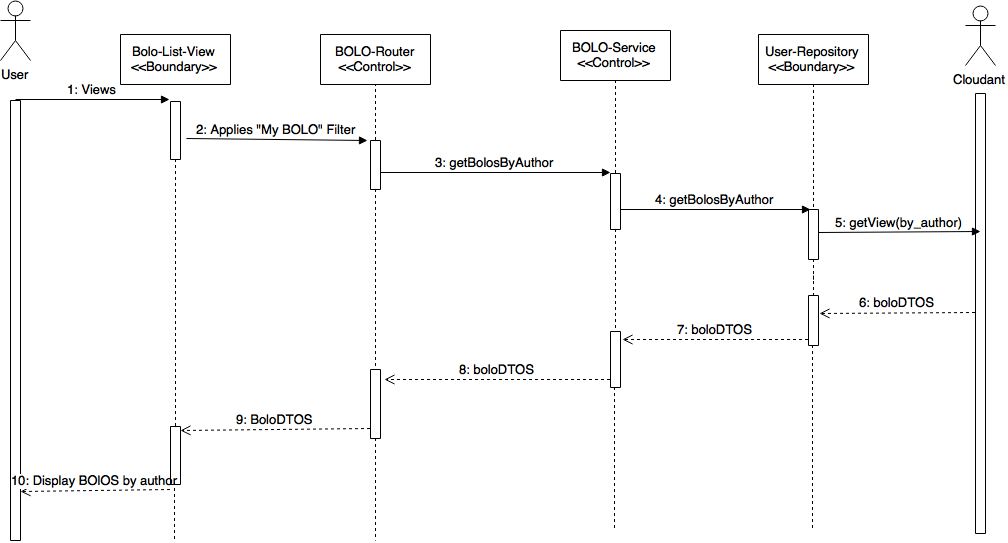 User
Bolo-List-View
<<Boundary>>
BOLO-Router
<<Control>>
BOLO-Service
<<Control>>
User-Repository
<<Boundary>>
Cloudant
1: Views
2: Applies "My BOLO" Filter
3: getBolosByAuthor
4: getBolosByAuthor
5: getView(by_author)
6: boloDTOS
7: boloDTOS
8: boloDTOS
9: BoloDTOS
10: Display BOlOS by author